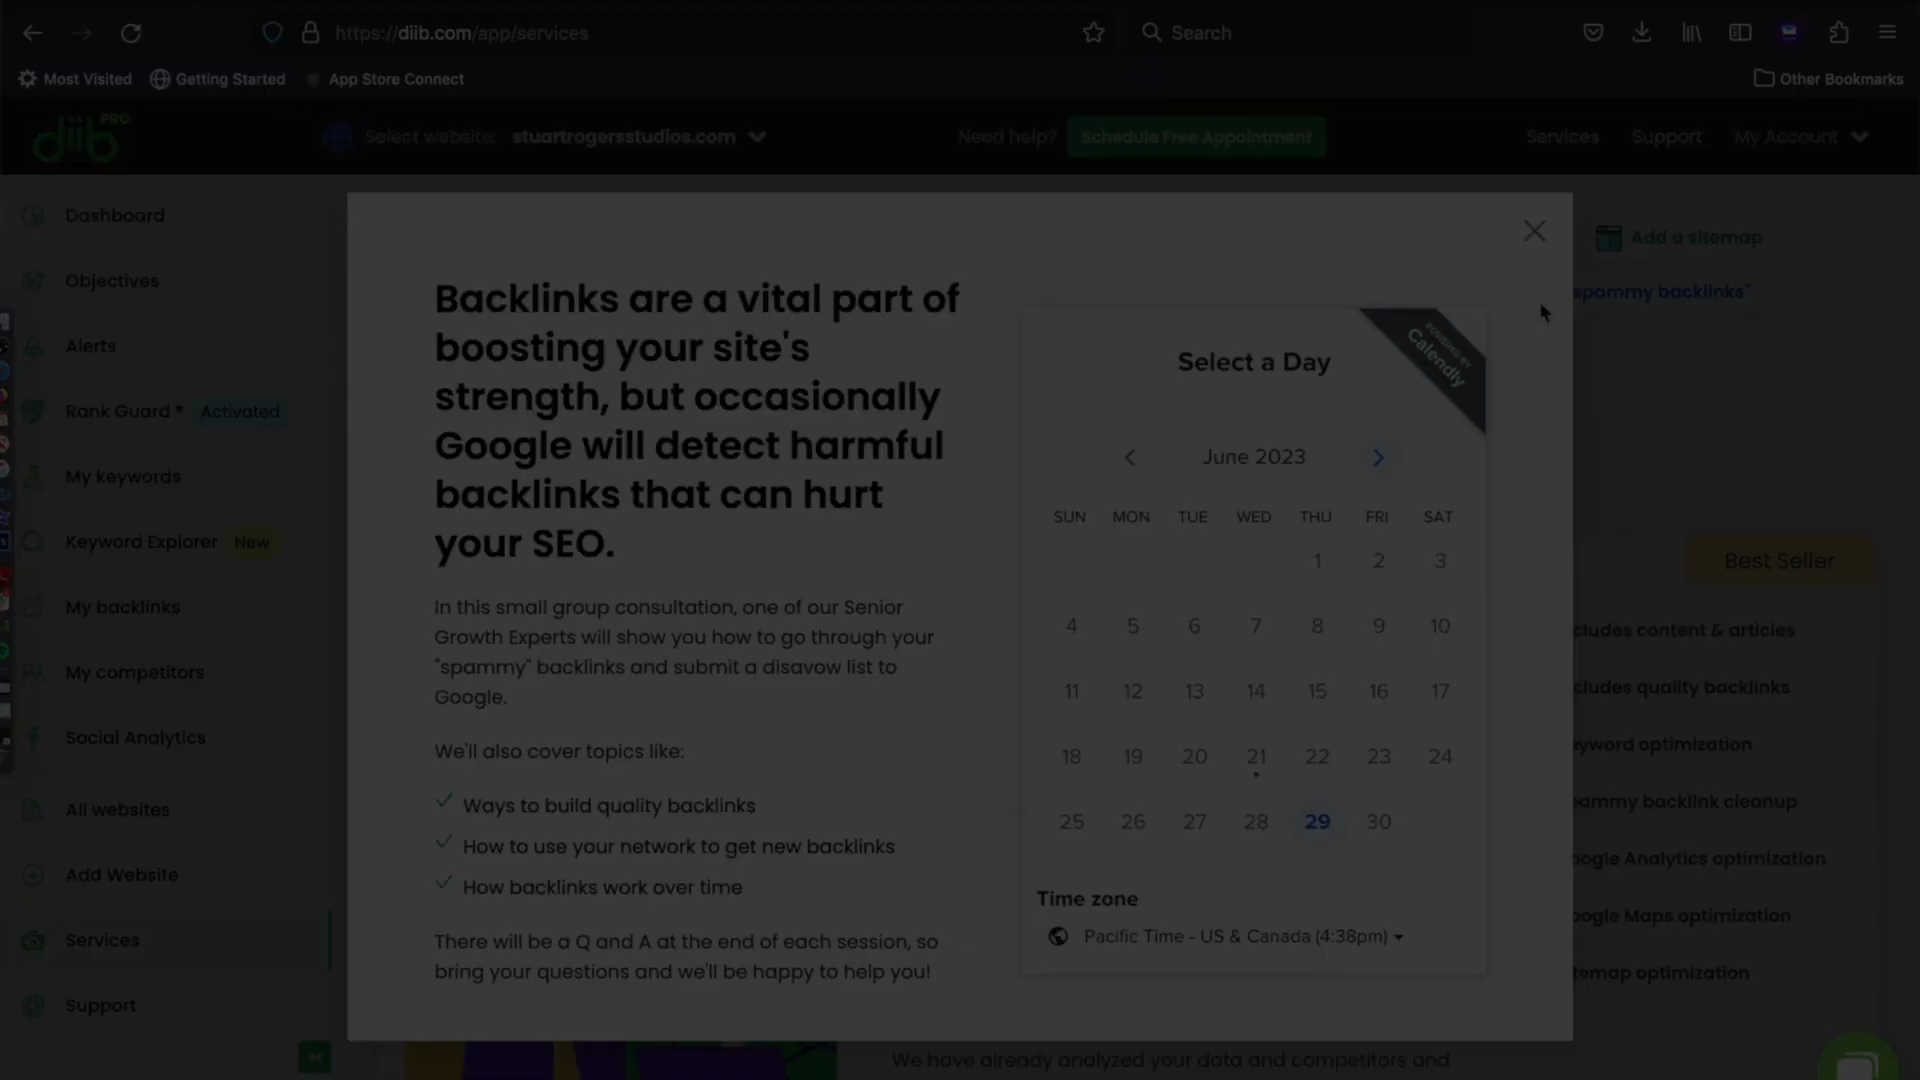 https://diib.com/app/services
Search
Most Visited
Getting Started
App Store Connect
Other Bookmarks
diib PRO
Select website:
stuartrogersstudios.com
Need help?
Schedule Free Appointment
Services
Support
My Account
Dashboard
Objectives
Alerts
Rank Guard * Activated
My keywords
Keyword Explorer New
My backlinks
My competitors
Social Analytics
All websites
Add Website
Services
Support
Backlinks are a vital part of
boosting your site's
strength, but occasionally
Google will detect harmful
backlinks that can hurt
your SEO.
In this small group consultation, one of our Senior
Growth Experts will show you how to go through your
"spammy" backlinks and submit a disavow list to
Google.
We'll also cover topics like:
Ways to build quality backlinks
How to use your network to get new backlinks
How backlinks work over time
There will be a Q and A at the end of each session, so
bring your questions and we'll be happy to help you!
POWERED BY
Calendly
Select a Day
June 2023
SUN MON TUE WED THU FRI SAT
1 2 3
4 5 6 7 8 9 10
11 12 13 14 15 16 17
18 19 20 21 22 23 24
25 26 27 28 29 30
Time zone
Pacific Time - US & Canada (4:38pm)
Add a sitemap
spammy backlinks"
Best Seller
cludes content & articles
cludes quality backlinks
yword optimization
ammy backlink cleanup
ogle Analytics optimization
ogle Maps optimization
temap optimization
We have already analyzed your data and competitors and